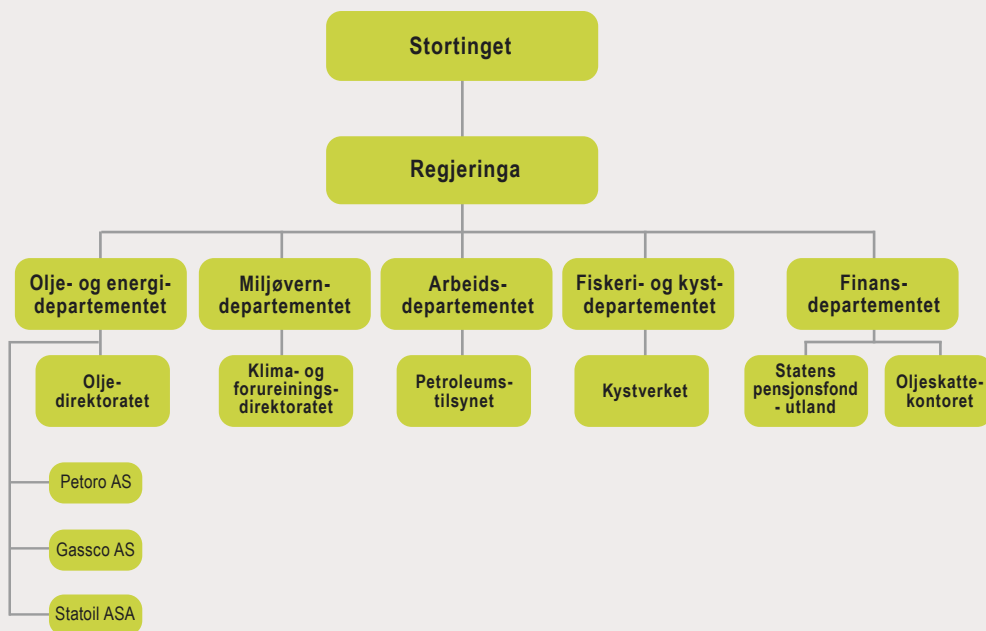 Stortinget
Regjeringa
Olje- og energi-
departementet
Miljøvern-
departementet
Arbeids-
departementet
Fiskeri- og kyst-
departementet
Finans-
departementet
Olje-
direktoratet
Klima- og
forureinings-
direktoratet
Petroleums-
tilsynet
Kystverket
Statens
pensjonsfond
- utland
Oljeskatte-
kontoret
Petoro AS
Gassco AS
Statoil ASA